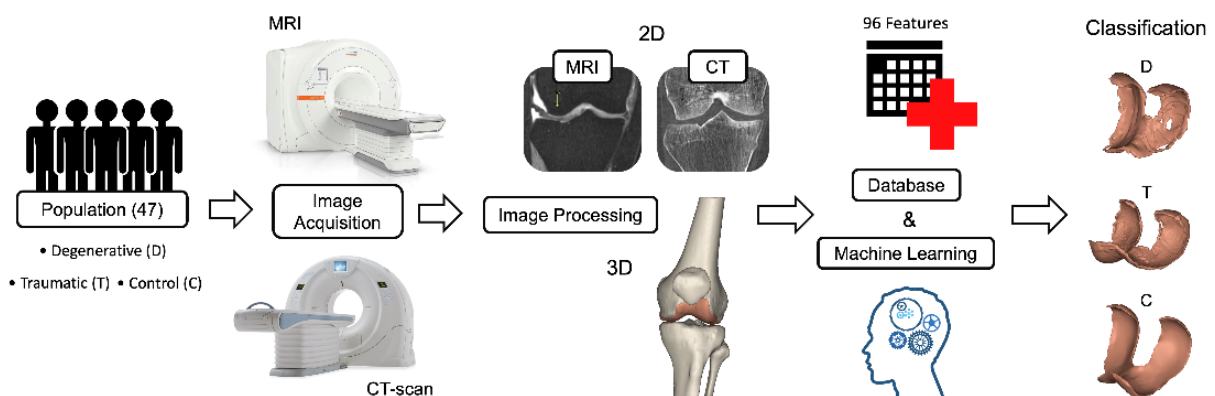 MRI
Population (47)
• Degenerative (D)
• Traumatic (T) • Control (C)
Image
Acquisition
CT-scan
2D
MRI
CT
Image Processing
3D
96 Features
Database
&
Machine Learning
Classification
D
T
C